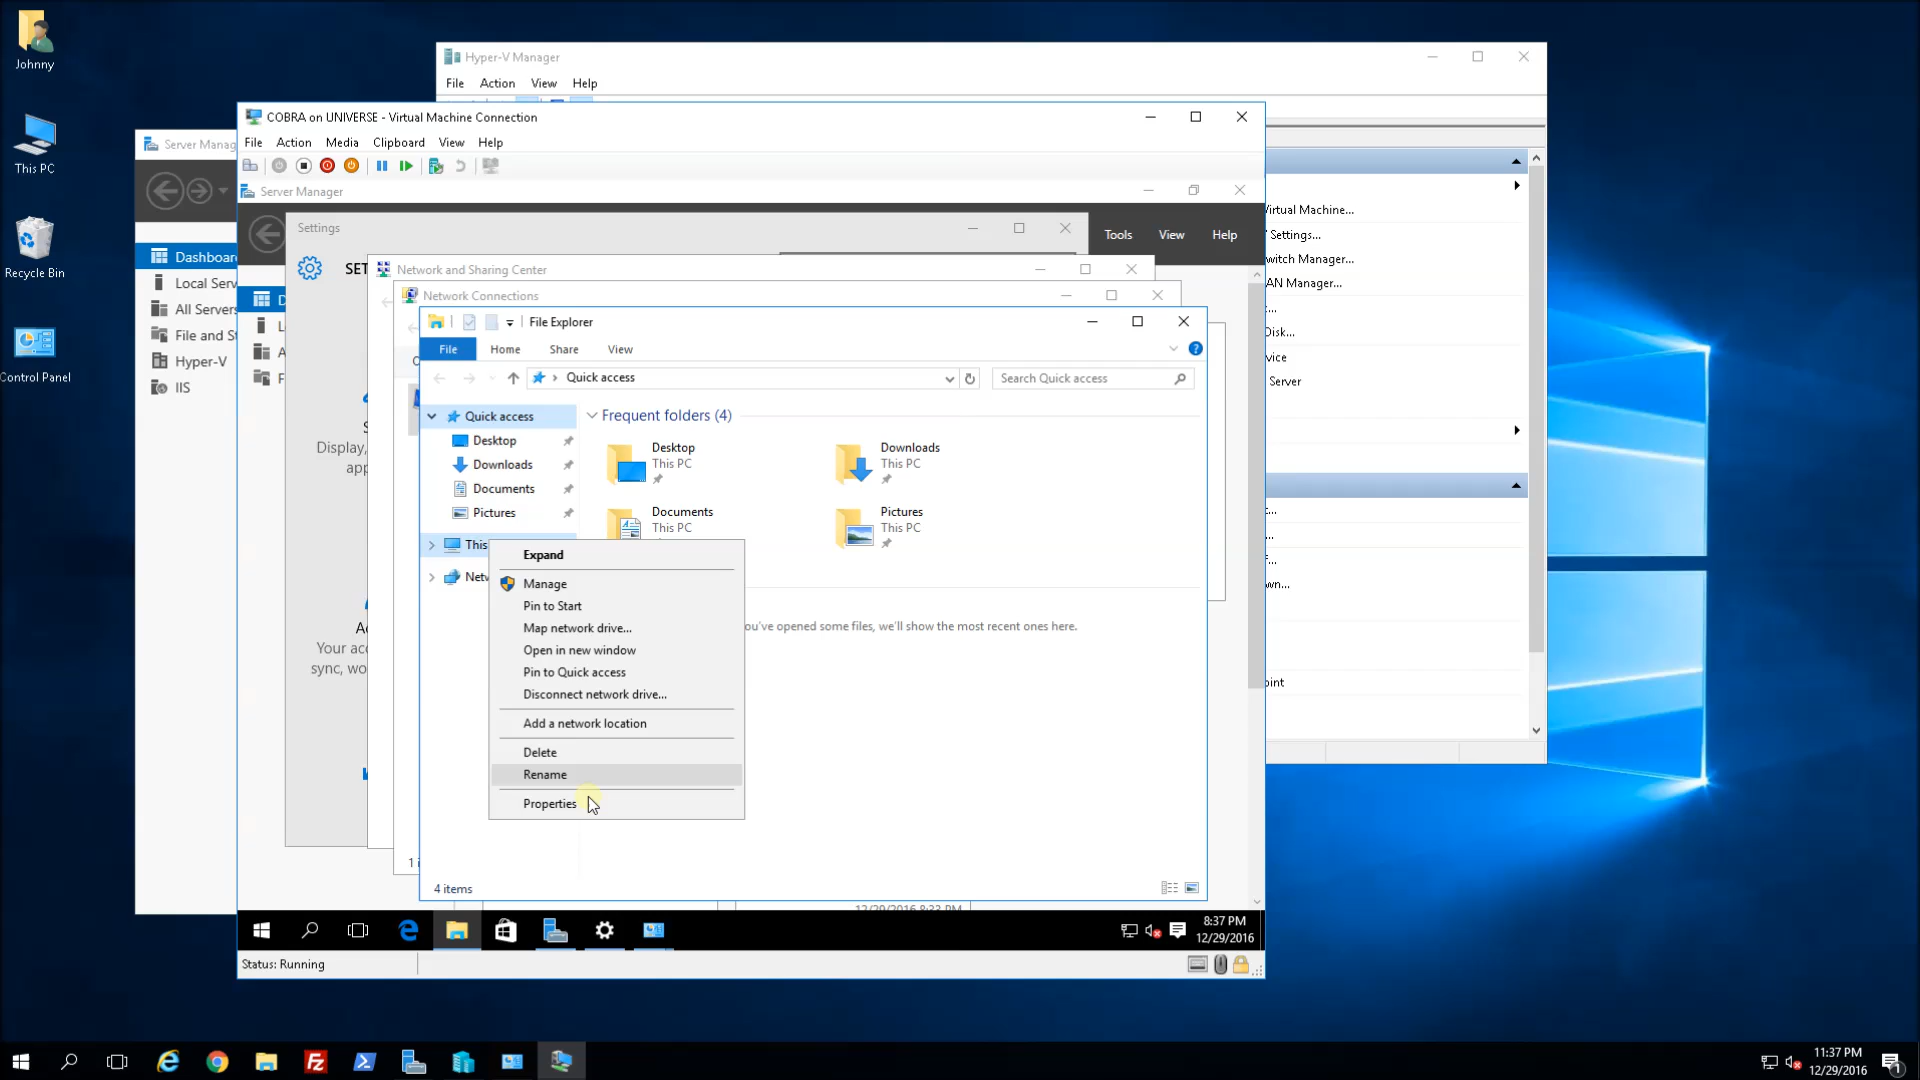 Johnny
This PC
Recycle Bin
Control Panel
Hyper-V Manager
File Action View Help
Virtual Machine...
Settings...
witch Manager...
AN Manager...
Disk...
vice
Server
wn...
oint
Server Manag
Dashboar
Local Serv
All Servers
File and St
Hyper-V
IIS
COBRA on UNIVERSE - Virtual Machine Connection
File Action Media Clipboard View Help
Server Manager
Tools View Help
Settings
SET
Display,
app
Your acc
sync, wo
Network and Sharing Center
Network Connections
File Explorer
File Home Share View
Quick access
Search Quick access
Quick access
Desktop
Downloads
Documents
Pictures
This
Netw
Frequent folders (4)
Desktop
This PC
Downloads
This PC
Documents
This PC
Pictures
This PC
ou've opened some files, we'll show the most recent ones here.
Expand
Manage
Pin to Start
Map network drive...
Open in new window
Pin to Quick access
Disconnect network drive...
Add a network location
Delete
Rename
Properties
4 items
12/29/2016 8:33 PM
8:37 PM
12/29/2016
Status: Running
11:37 PM
12/29/2016
1